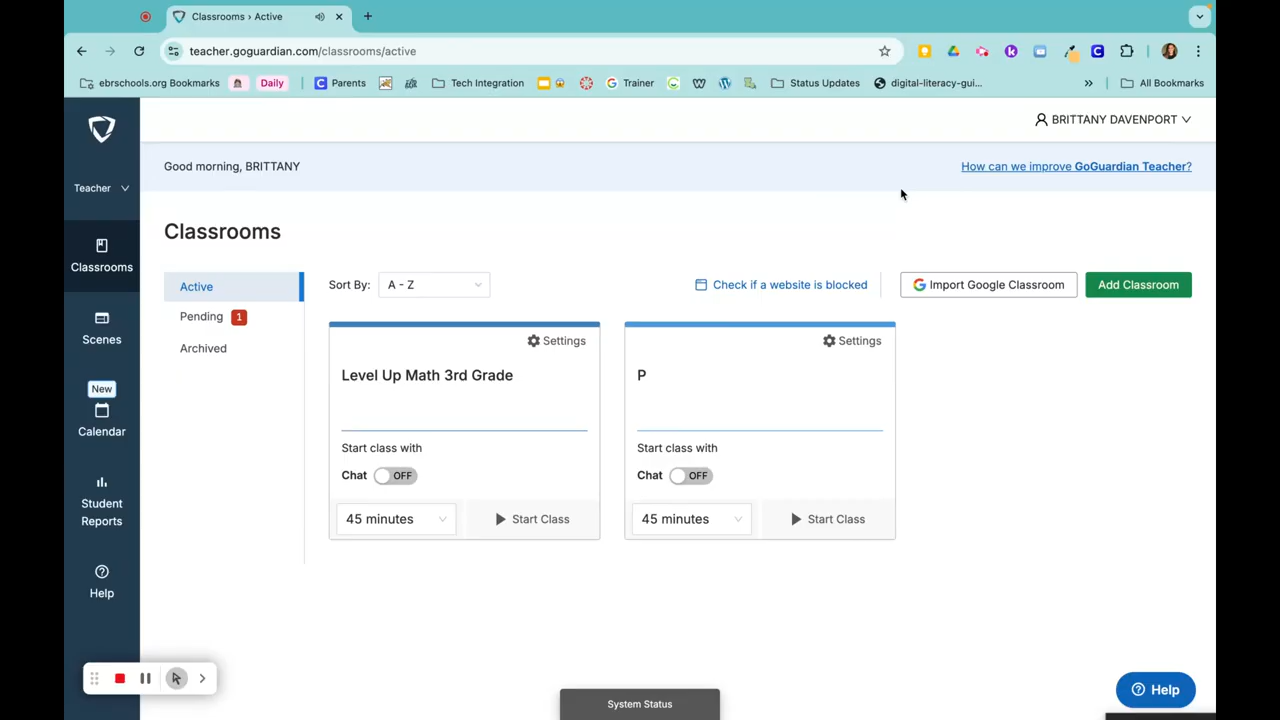 Classrooms › Active
teacher.goguardian.com/classrooms/active
ebrschools.org Bookmarks
Daily
Parents
Tech Integration
Trainer
Status Updates
digital-literacy-gui...
All Bookmarks
BRITTANY DAVENPORT
Good morning, BRITTANY
How can we improve GoGuardian Teacher?
Teacher
Classrooms
Scenes
New
Calendar
Student
Reports
Help
Classrooms
Active
Pending 1
Archived
Sort By: A - Z
Check if a website is blocked
Import Google Classroom
Add Classroom
Settings
Level Up Math 3rd Grade
Start class with
Chat OFF
45 minutes
Start Class
Settings
P
Start class with
Chat OFF
45 minutes
Start Class
System Status
Help